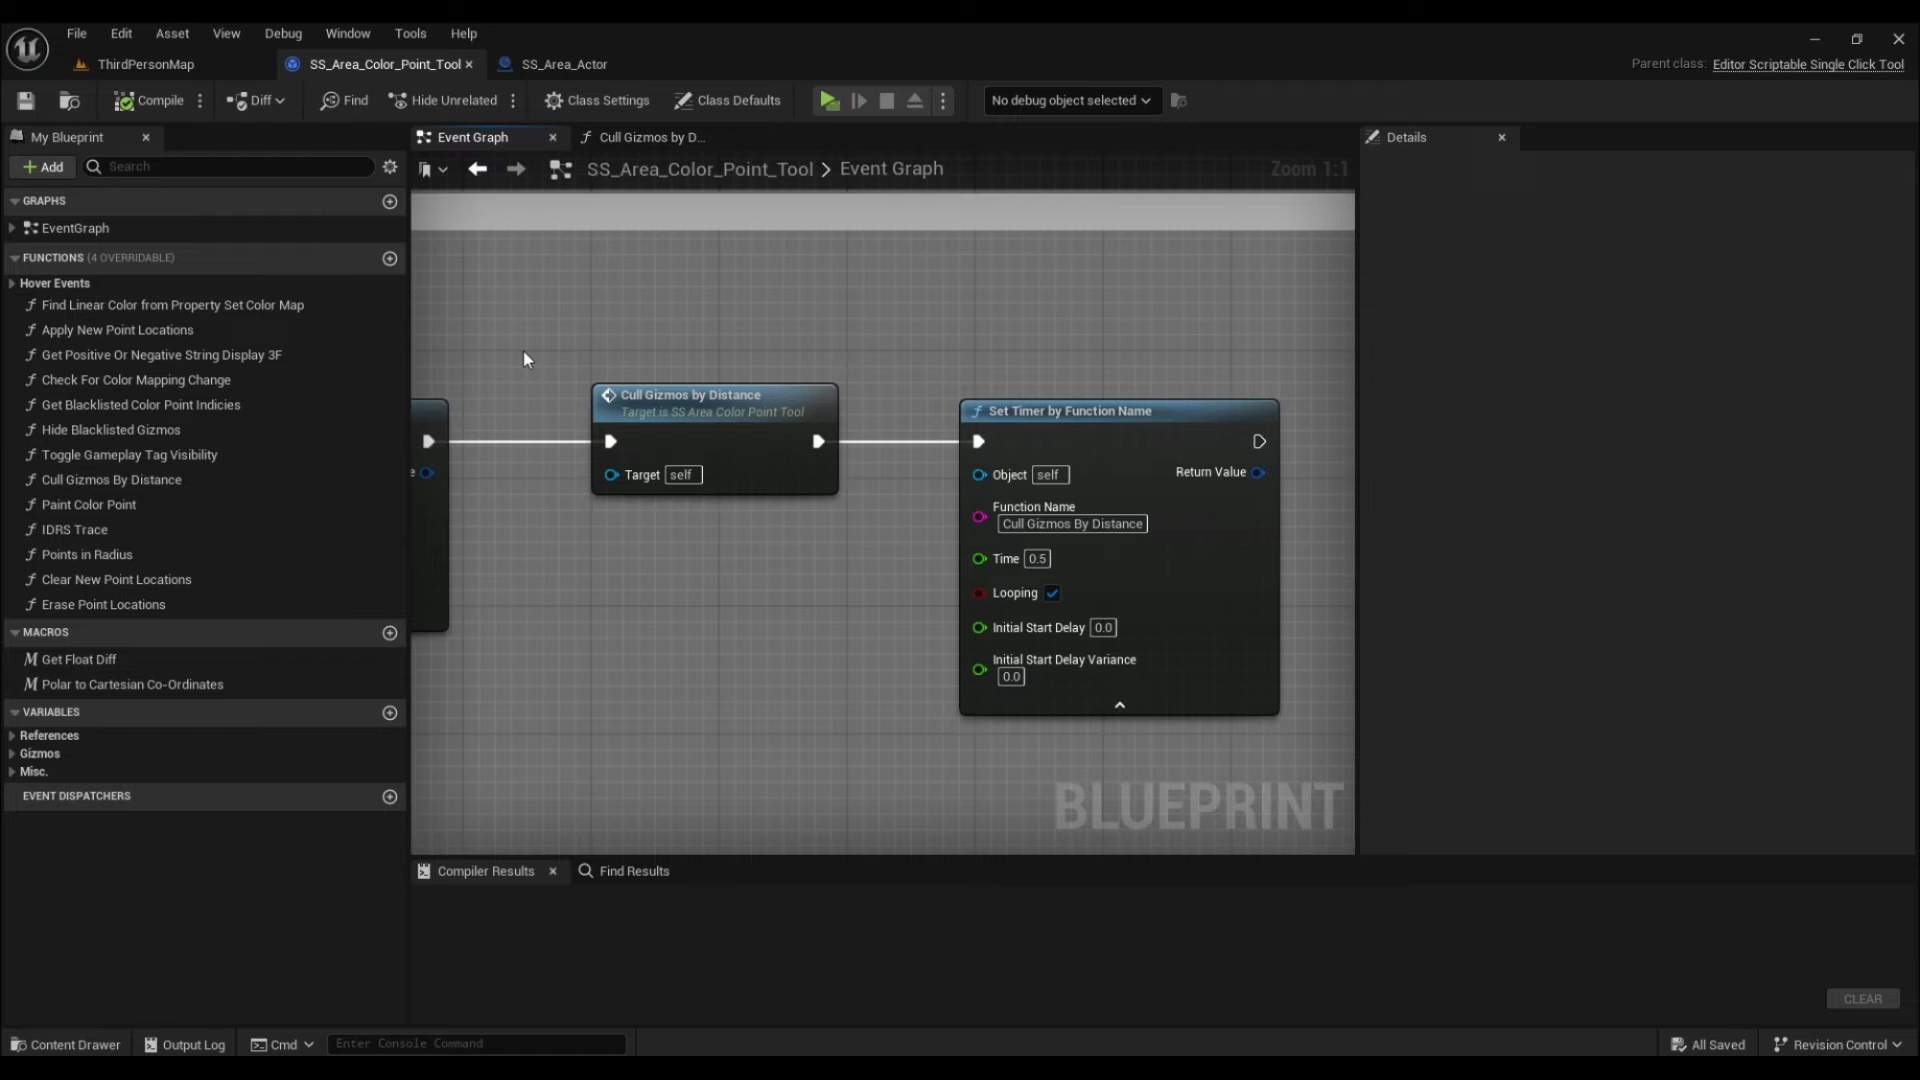 File Edit Asset View Debug Window Tools Help
ThirdPersonMap SS_Area_Color_Point_Tool SS_Area_Actor Parent class: Editor Scriptable Single Click Tool
Compile Diff Find Hide Unrelated Class Settings Class Defaults No debug object selected
My Blueprint Event Graph Cull Gizmos by D... Details
Add Search SS_Area_Color_Point_Tool > Event Graph Zoom 1:1
GRAPHS
EventGraph
FUNCTIONS (4 OVERRIDABLE)
Hover Events
Find Linear Color from Property Set Color Map
Apply New Point Locations
Get Positive Or Negative String Display 3F
Check For Color Mapping Change
Get Blacklisted Color Point Indicies
Hide Blacklisted Gizmos
Toggle Gameplay Tag Visibility
Cull Gizmos By Distance
Paint Color Point
IDRS Trace
Points in Radius
Clear New Point Locations
Erase Point Locations
MACROS
Get Float Diff
Polar to Cartesian Co-Ordinates
VARIABLES
References
Gizmos
Misc.
EVENT DISPATCHERS
e
Cull Gizmos by Distance
Target is SS Area Color Point Tool
Target self
Set Timer by Function Name
Object self Return Value
Function Name
Cull Gizmos By Distance
Time 0.5
Looping
Initial Start Delay 0.0
Initial Start Delay Variance
0.0
BLUEPRINT
Compiler Results Find Results
CLEAR
Content Drawer Output Log Cmd Enter Console Command All Saved Revision Control